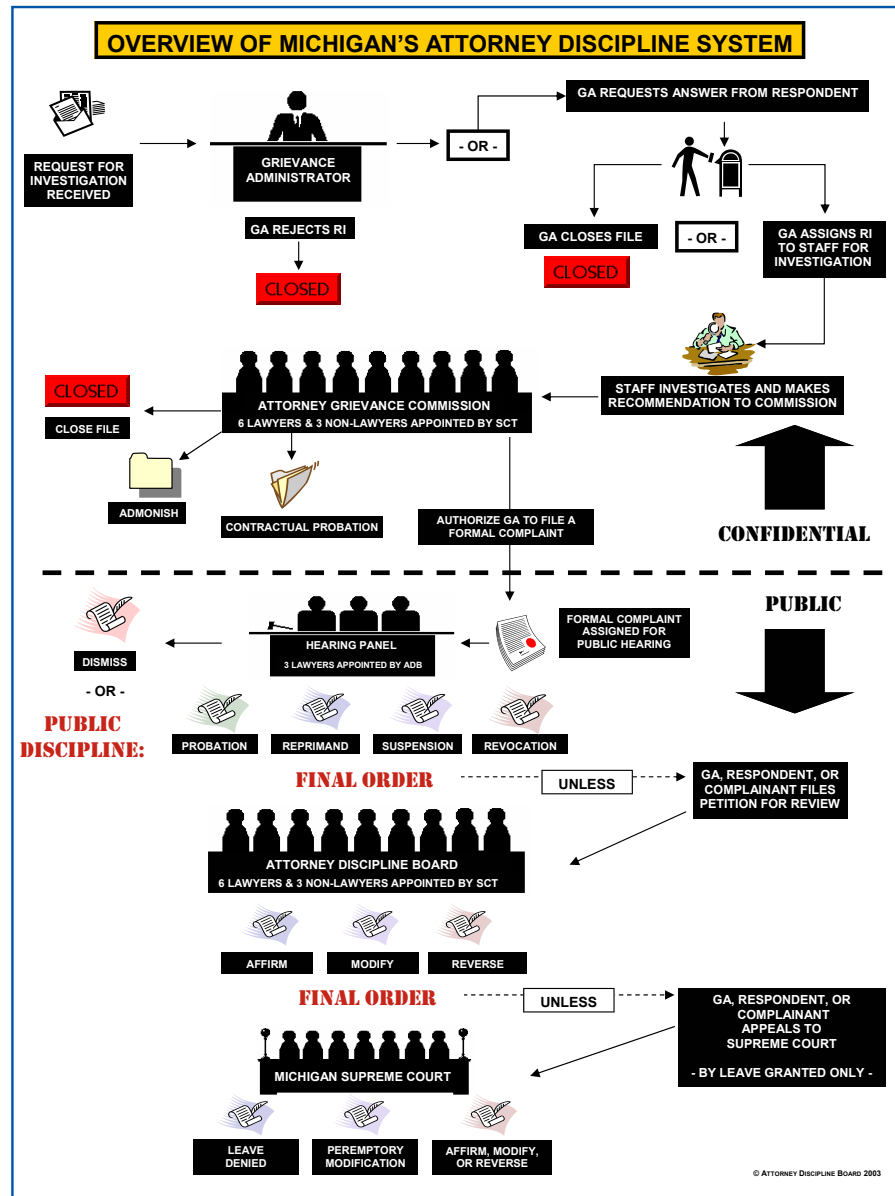 OVERVIEW OF MICHIGAN'S ATTORNEY DISCIPLINE SYSTEM
GA REQUESTS ANSWER FROM RESPONDENT
- OR -
REQUEST FOR
INVESTIGATION
RECEIVED
GRIEVANCE
ADMINISTRATOR
GA REJECTS RI
CLOSED
GA CLOSES FILE
CLOSED
- OR -
GA ASSIGNS RI
TO STAFF FOR
INVESTIGATION
STAFF INVESTIGATES AND MAKES
RECOMMENDATION TO COMMISSION
ATTORNEY GRIEVANCE COMMISSION
6 LAWYERS & 3 NON-LAWYERS APPOINTED BY SCT
CLOSED
CLOSE FILE
ADMONISH
CONTRACTUAL PROBATION
AUTHORIZE GA TO FILE A
FORMAL COMPLAINT
CONFIDENTIAL
PUBLIC
FORMAL COMPLAINT
ASSIGNED FOR
PUBLIC HEARING
HEARING PANEL
3 LAWYERS APPOINTED BY ADB
DISMISS
- OR -
PUBLIC
DISCIPLINE:
PROBATION
REPRIMAND
SUSPENSION
REVOCATION
FINAL ORDER
UNLESS
GA, RESPONDENT, OR
COMPLAINANT FILES
PETITION FOR REVIEW
ATTORNEY DISCIPLINE BOARD
6 LAWYERS & 3 NON-LAWYERS APPOINTED BY SCT
AFFIRM
MODIFY
REVERSE
FINAL ORDER
UNLESS
GA, RESPONDENT, OR
COMPLAINANT
APPEALS TO
SUPREME COURT
- BY LEAVE GRANTED ONLY -
MICHIGAN SUPREME COURT
LEAVE
DENIED
PEREMPTORY
MODIFICATION
AFFIRM, MODIFY,
OR REVERSE
© ATTORNEY DISCIPLINE BOARD 2003